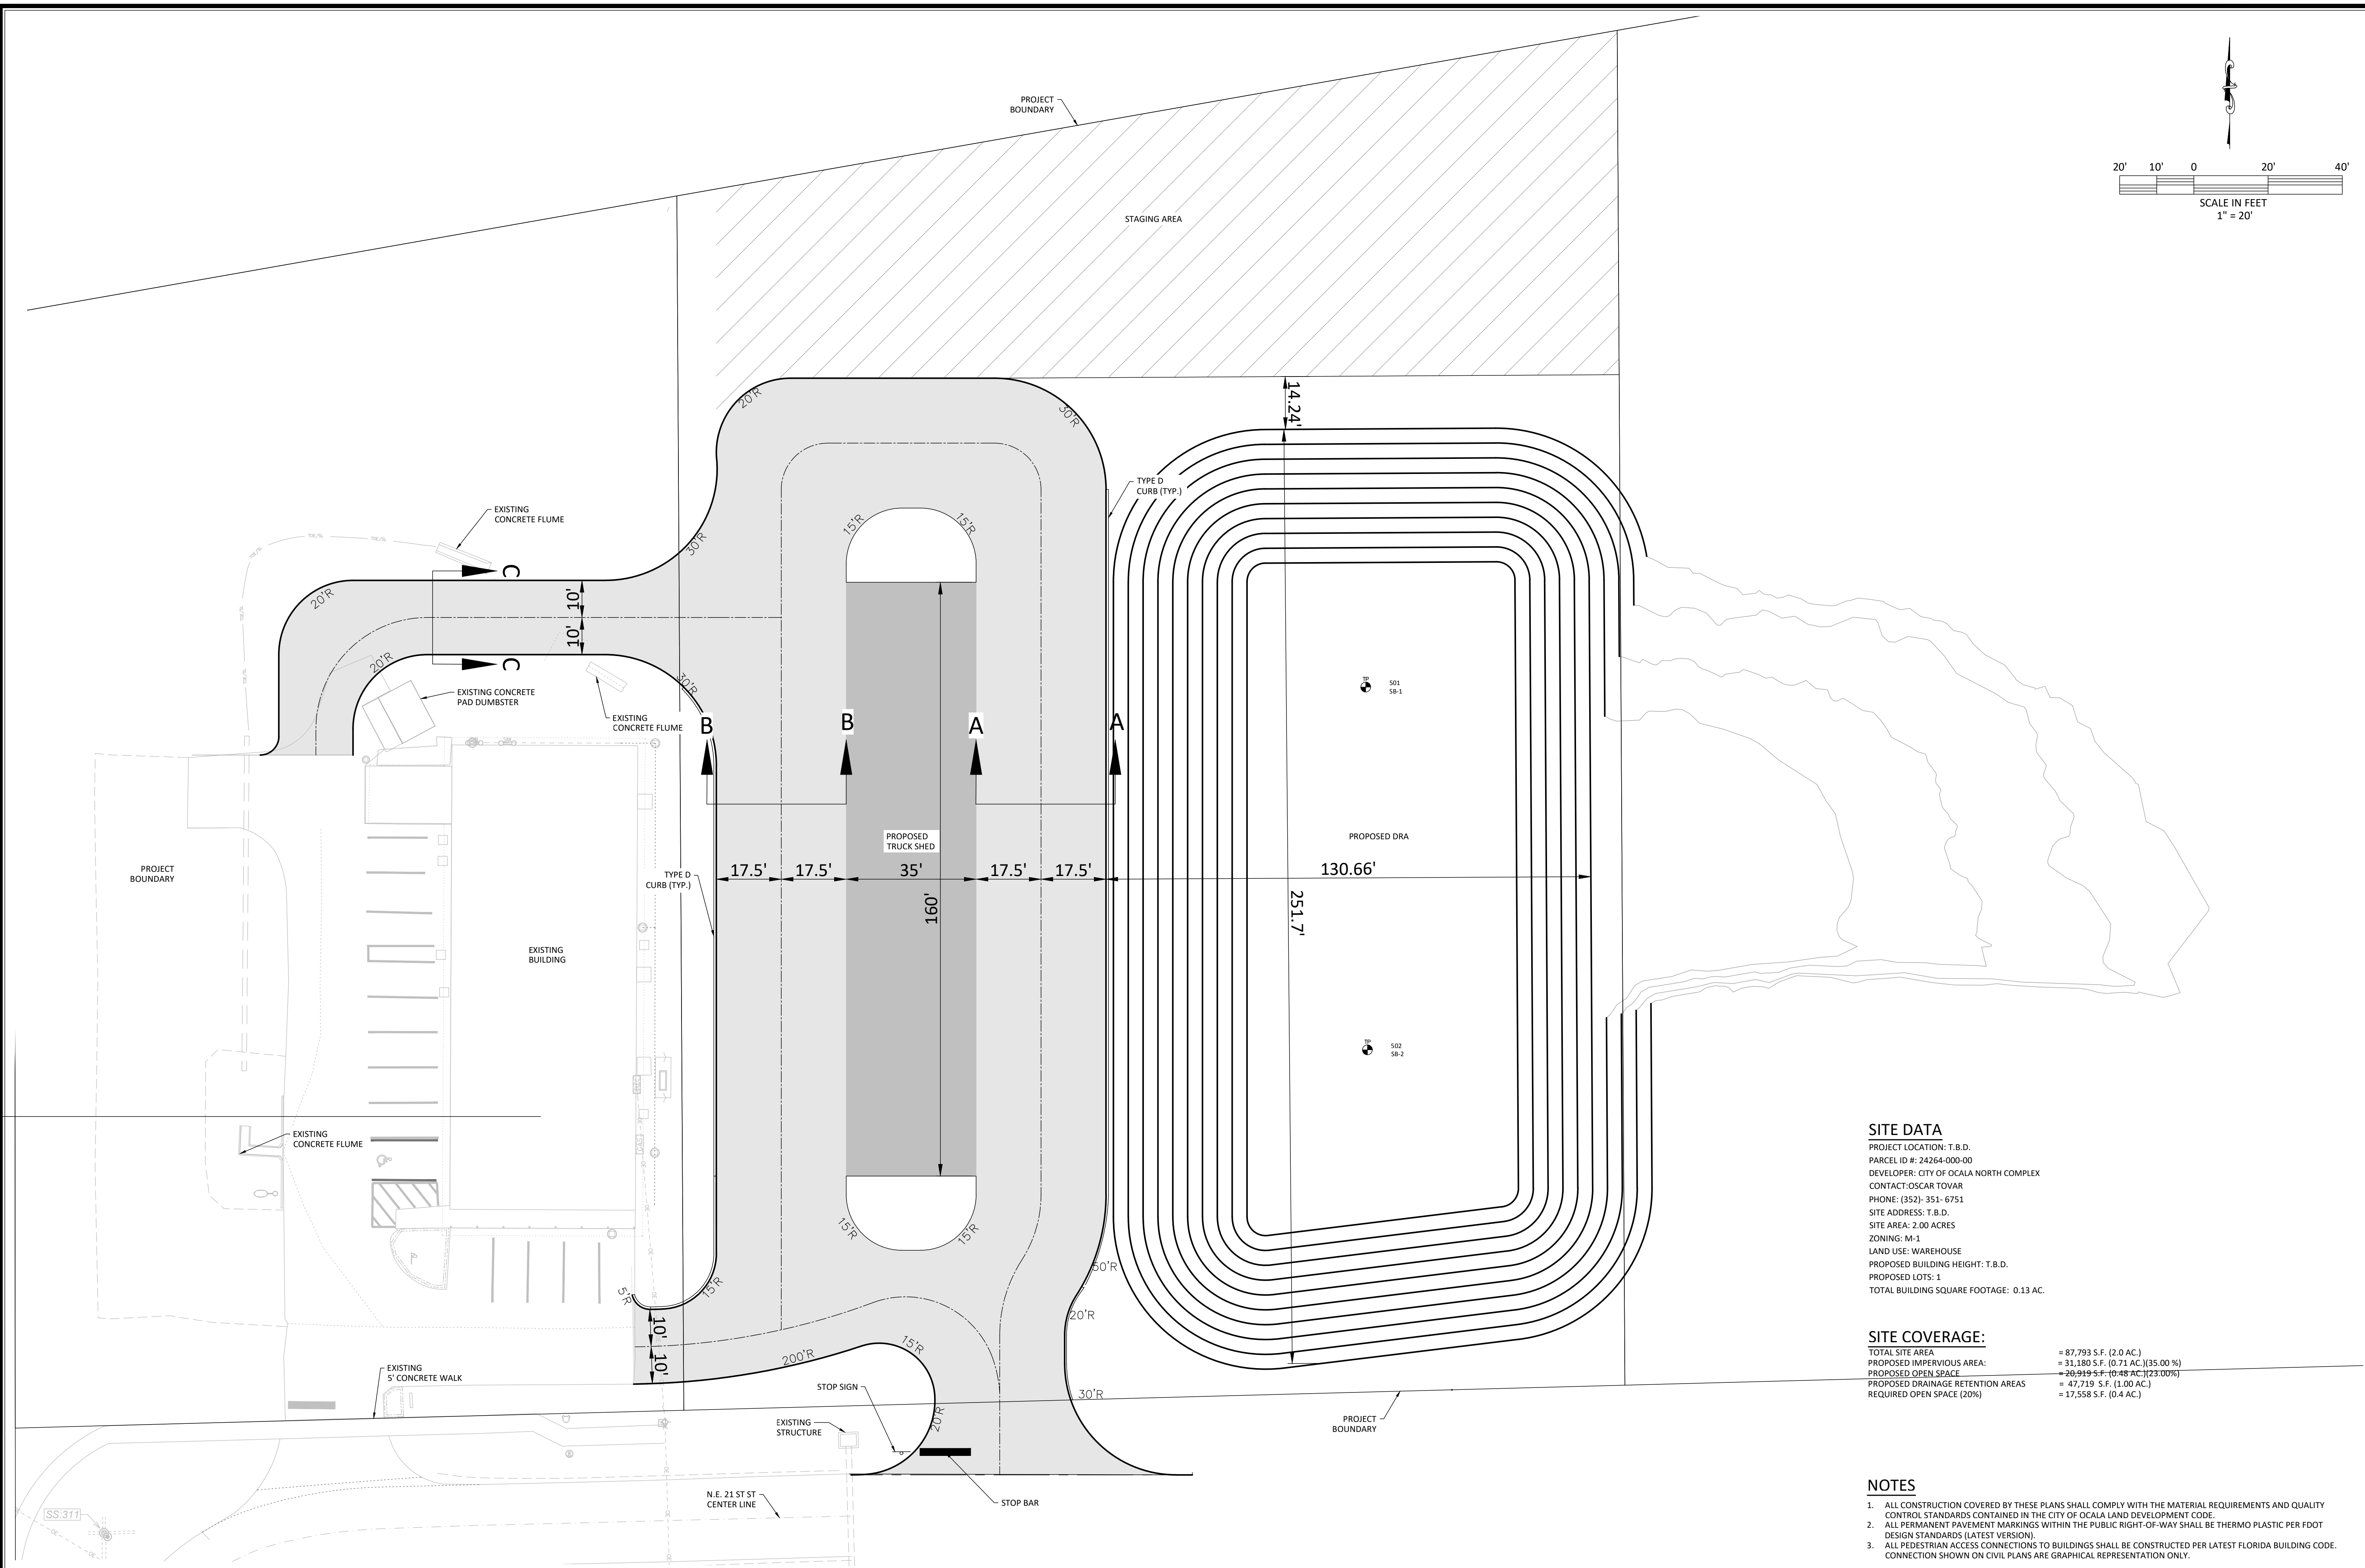 PROJECT
BOUNDARY
20' 10' 0 20' 40'
SCALE IN FEET
1" = 20'
STAGING AREA
20'R
30'R
14.24'
TYPE D
CURB (TYP.)
EXISTING
CONCRETE FLUME
15'R
15'R
30'R
C
20'R
10'
10'
20'R
C
30'R
EXISTING CONCRETE
PAD DUMBSTER
EXISTING
CONCRETE FLUME
TP
501
SB-1
B
B
A
A
PROPOSED
TRUCK SHED
PROPOSED DRA
PROJECT
BOUNDARY
TYPE D
CURB (TYP.)
17.5'
17.5'
35'
17.5'
17.5'
130.66'
160'
251.7'
EXISTING
BUILDING
TP
502
SB-2
EXISTING
CONCRETE FLUME
15'R
15'R
50'R
5'R
15'R
20'R
10'
10'
200'R
15'R
EXISTING
5' CONCRETE WALK
STOP SIGN
30'R
20'R
EXISTING
STRUCTURE
PROJECT
BOUNDARY
N.E. 21 ST ST
CENTER LINE
STOP BAR
SS:311
SITE DATA
PROJECT LOCATION: T.B.D.
PARCEL ID #: 24264-000-00
DEVELOPER: CITY OF OCALA NORTH COMPLEX
CONTACT:OSCAR TOVAR
PHONE: (352)- 351- 6751
SITE ADDRESS: T.B.D.
SITE AREA: 2.00 ACRES
ZONING: M-1
LAND USE: WAREHOUSE
PROPOSED BUILDING HEIGHT: T.B.D.
PROPOSED LOTS: 1
TOTAL BUILDING SQUARE FOOTAGE: 0.13 AC.
SITE COVERAGE:
TOTAL SITE AREA = 87,793 S.F. (2.0 AC.)
PROPOSED IMPERVIOUS AREA: = 31,180 S.F. (0.71 AC.)(35.00 %)
PROPOSED OPEN SPACE = 20,919 S.F. (0.48 AC.)(23.00%)
PROPOSED DRAINAGE RETENTION AREAS = 47,719 S.F. (1.00 AC.)
REQUIRED OPEN SPACE (20%) = 17,558 S.F. (0.4 AC.)
NOTES
1. ALL CONSTRUCTION COVERED BY THESE PLANS SHALL COMPLY WITH THE MATERIAL REQUIREMENTS AND QUALITY
CONTROL STANDARDS CONTAINED IN THE CITY OF OCALA LAND DEVELOPMENT CODE.
2. ALL PERMANENT PAVEMENT MARKINGS WITHIN THE PUBLIC RIGHT-OF-WAY SHALL BE THERMO PLASTIC PER FDOT
DESIGN STANDARDS (LATEST VERSION).
3. ALL PEDESTRIAN ACCESS CONNECTIONS TO BUILDINGS SHALL BE CONSTRUCTED PER LATEST FLORIDA BUILDING CODE.
CONNECTION SHOWN ON CIVIL PLANS ARE GRAPHICAL REPRESENTATION ONLY.